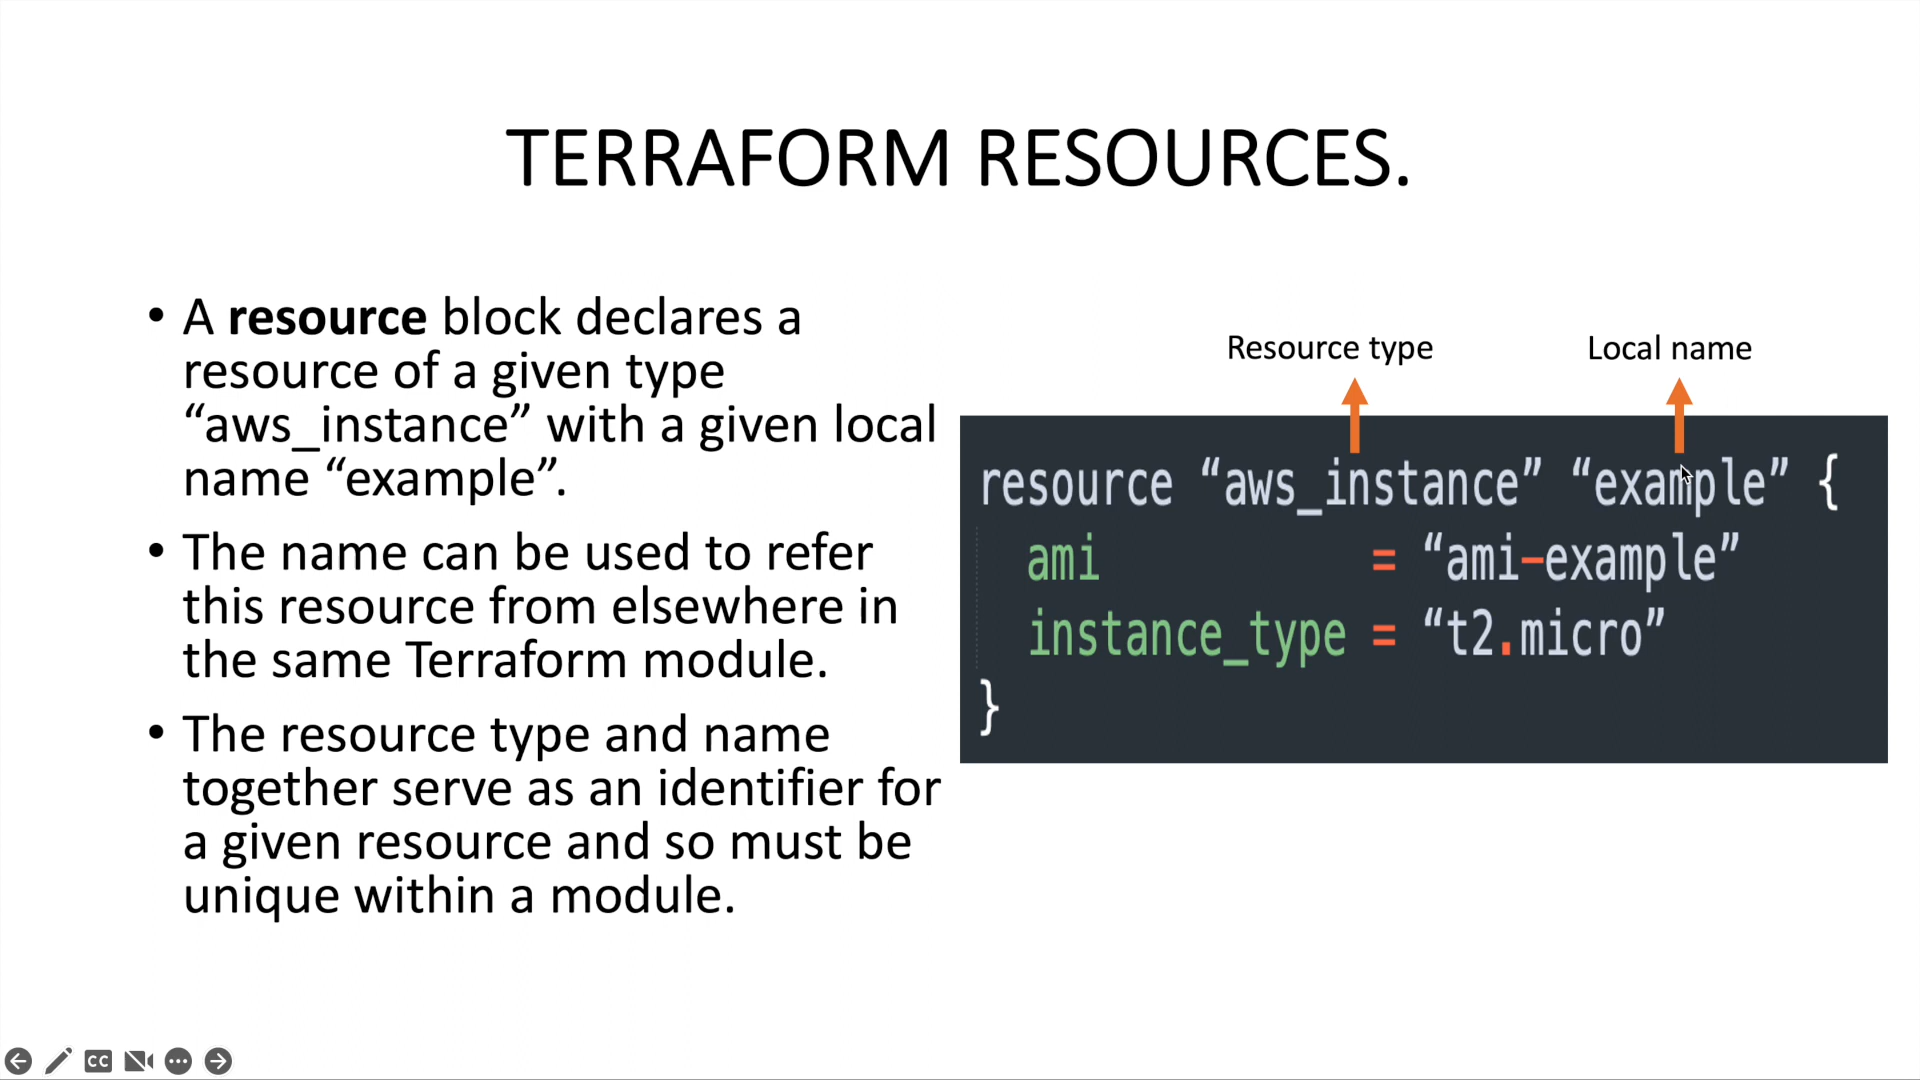 TERRAFORM RESOURCES.
• A resource block declares a
resource of a given type
“aws_instance” with a given local
name “example”.
• The name can be used to refer
this resource from elsewhere in
the same Terraform module.
• The resource type and name
together serve as an identifier for
a given resource and so must be
unique within a module.
Resource type Local name
resource “aws_instance” “example” {
  ami           = “ami-example”
  instance_type = “t2.micro”
}
CC